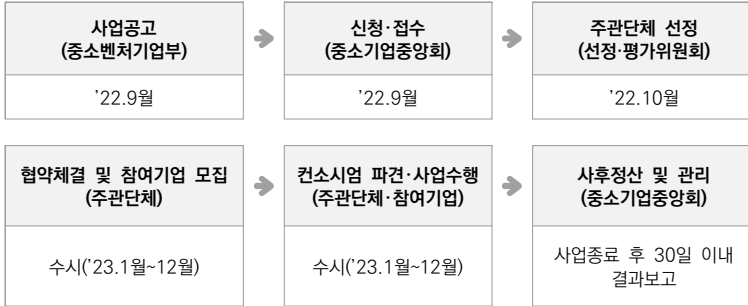 사업공고
(중소벤처기업부)
'22.9월
신청·접수
(중소기업중앙회)
'22.9월
주관단체 선정
(선정·평가위원회)
'22.10월
협약체결 및 참여기업 모집
(주관단체)
수시('23.1월~12월)
컨소시엄 파견·사업수행
(주관단체·참여기업)
수시('23.1월~12월)
사후정산 및 관리
(중소기업중앙회)
사업종료 후 30일 이내
결과보고